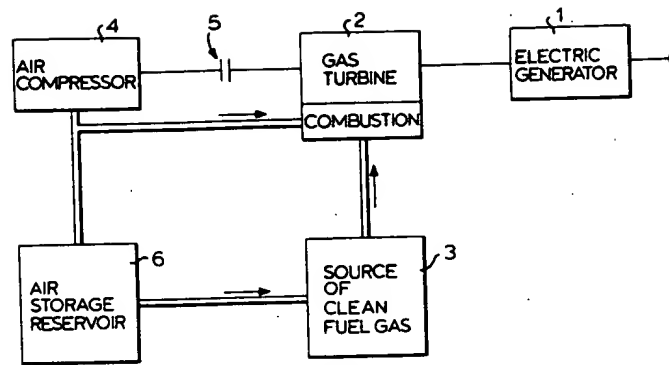 4
5
2
1
AIR
COMPRESSOR
GAS
TURBINE
COMBUSTION
ELECTRIC
GENERATOR
6
3
AIR
STORAGE
RESERVOIR
SOURCE
OF
CLEAN
FUEL GAS